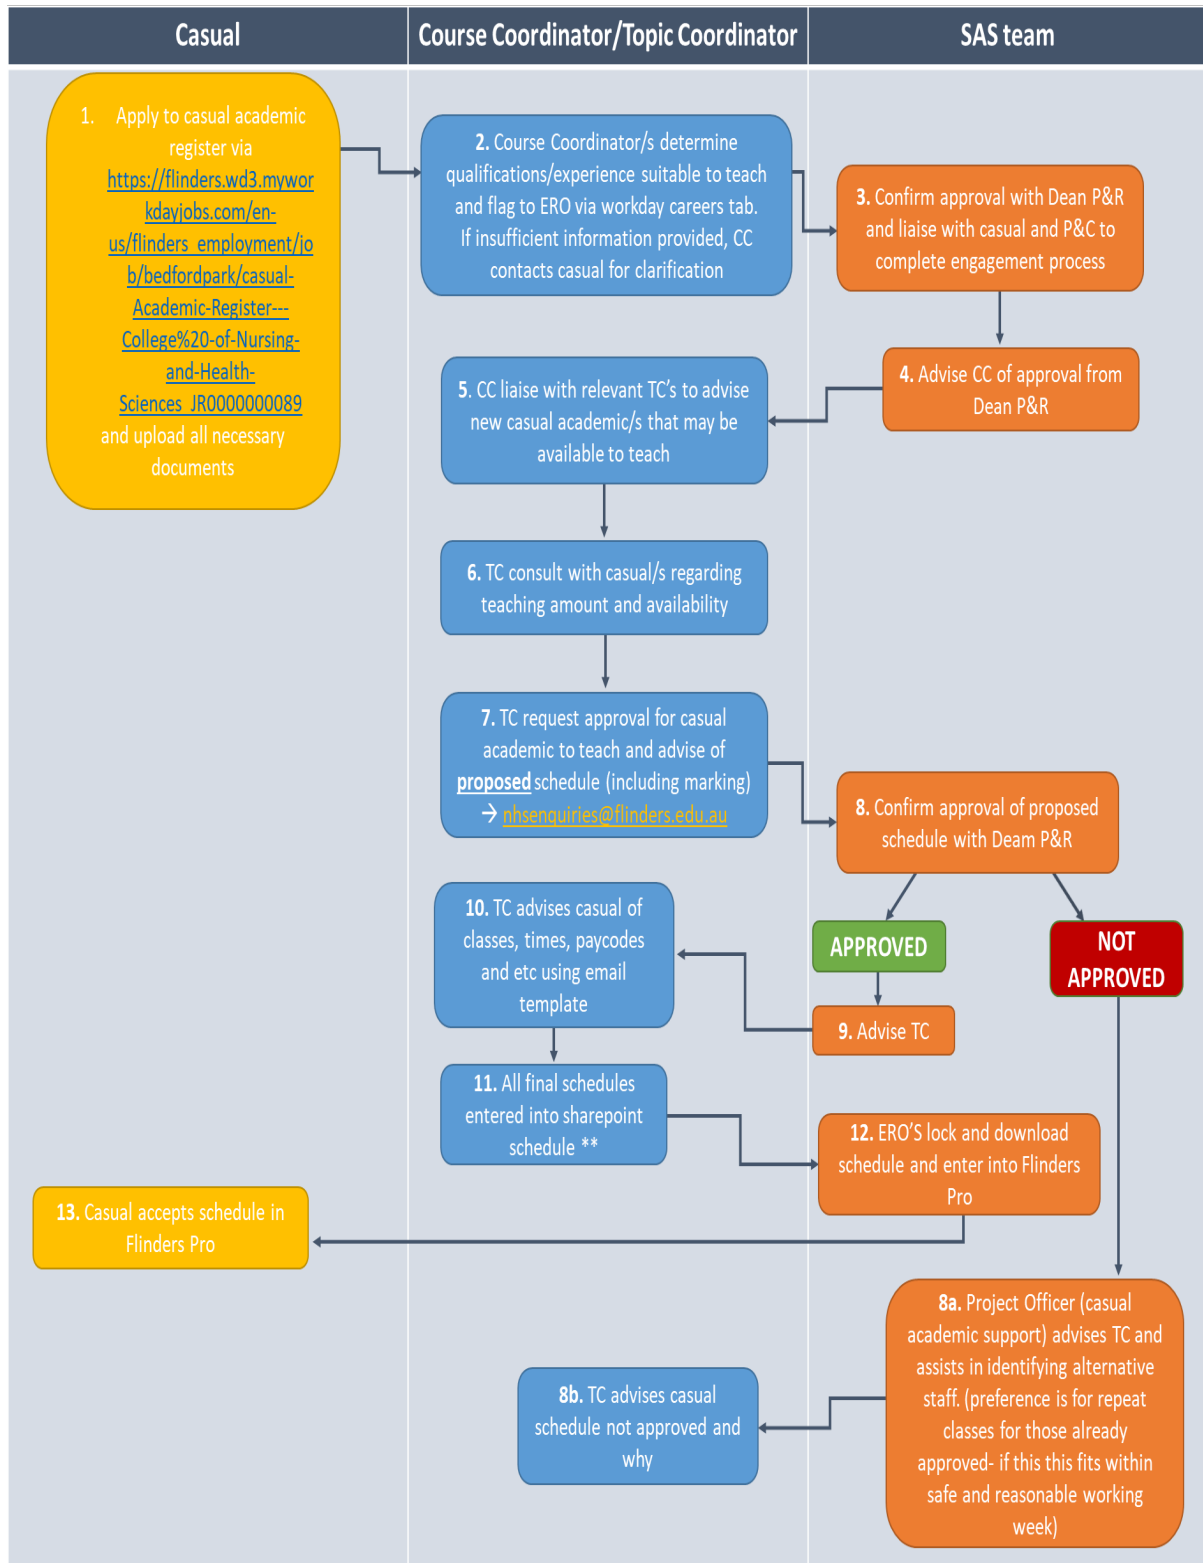 Casual
Course Coordinator/Topic Coordinator
SAS team
1. Apply to casual academic
register via
https://flinders.wd3.mywor
kdayjobs.com/en-
us/flinders_employment/jo
b/bedfordpark/casual-
Academic-Register---
College%20-of-Nursing-
and-Health-
Sciences_JR0000000089
and upload all necessary
documents
2. Course Coordinator/s determine
qualifications/experience suitable to teach
and flag to ERO via workday careers tab.
If insufficient information provided, CC
contacts casual for clarification
3. Confirm approval with Dean P&R
and liaise with casual and P&C to
complete engagement process
4. Advise CC of approval from
Dean P&R
5. CC liaise with relevant TC's to advise
new casual academic/s that may be
available to teach
6. TC consult with casual/s regarding
teaching amount and availability
7. TC request approval for casual
academic to teach and advise of
proposed schedule (including marking)
→ nhsenquiries@flinders.edu.au
8. Confirm approval of proposed
schedule with Deam P&R
APPROVED
NOT
APPROVED
9. Advise TC
10. TC advises casual of
classes, times, paycodes
and etc using email
template
11. All final schedules
entered into sharepoint
schedule **
12. ERO'S lock and download
schedule and enter into Flinders
Pro
13. Casual accepts schedule in
Flinders Pro
8a. Project Officer (casual
academic support) advises TC and
assists in identifying alternative
staff. (preference is for repeat
classes for those already
approved- if this this fits within
safe and reasonable working
week)
8b. TC advises casual
schedule not approved and
why